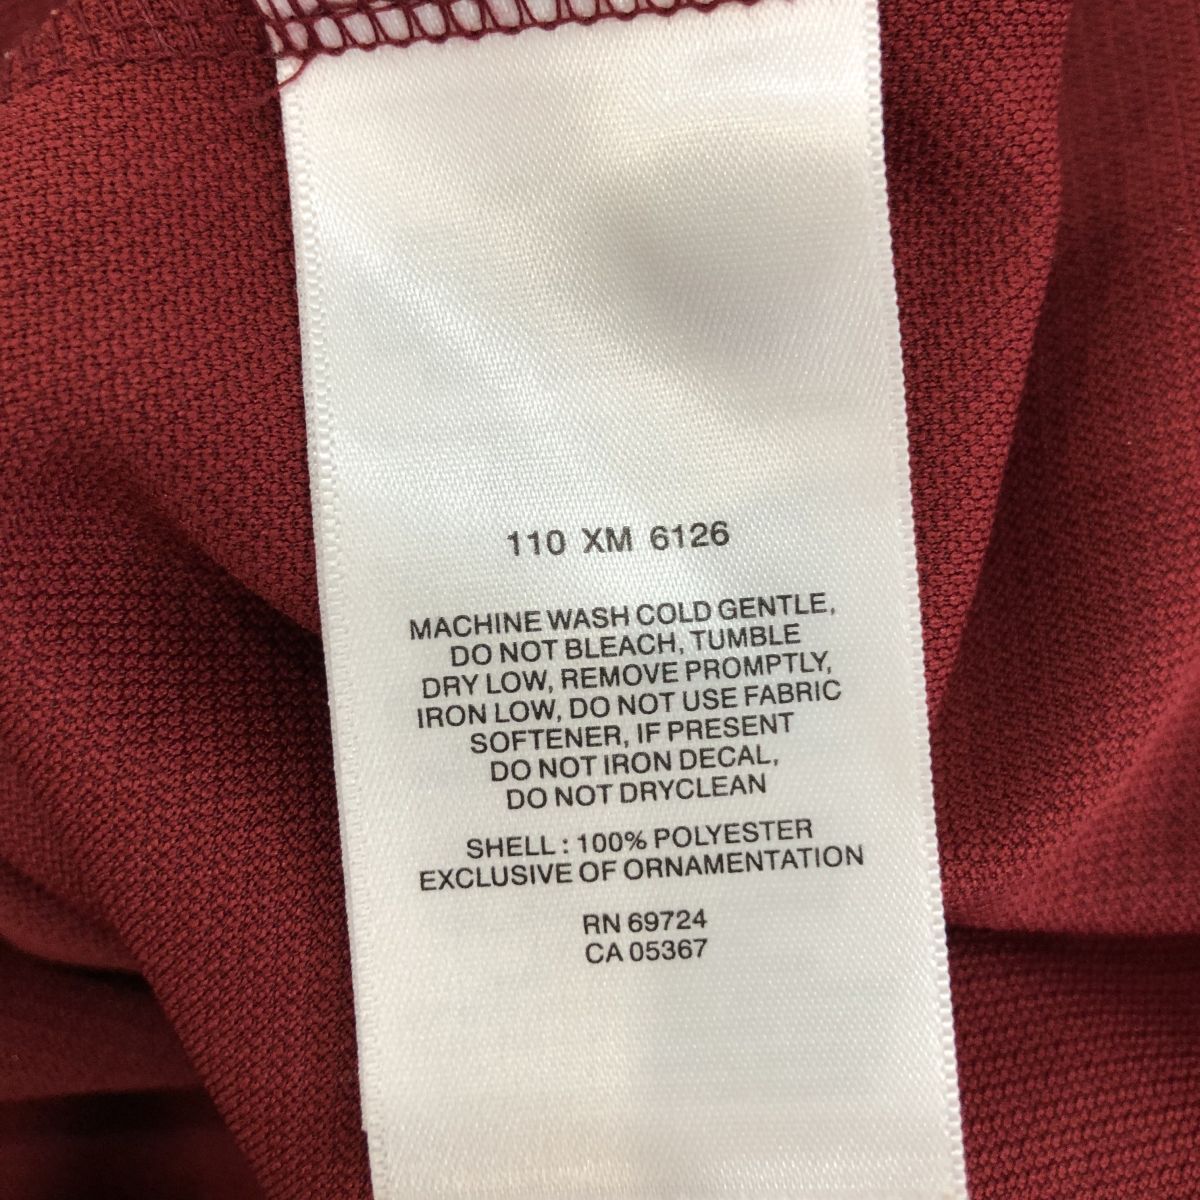 110 XM 6126
MACHINE WASH COLD GENTLE,
DO NOT BLEACH, TUMBLE
DRY LOW, REMOVE PROMPTLY,
IRON LOW, DO NOT USE FABRIC
SOFTENER, IF PRESENT
DO NOT IRON DECAL,
DO NOT DRYCLEAN
SHELL : 100% POLYESTER
EXCLUSIVE OF ORNAMENTATION
RN 69724
CA 05367